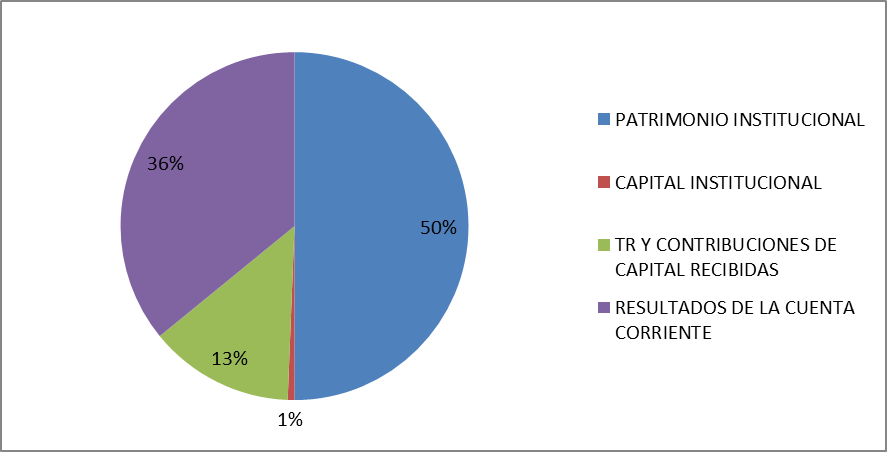 36%
50%
13%
1%
PATRIMONIO INSTITUCIONAL
CAPITAL INSTITUCIONAL
TR Y CONTRIBUCIONES DE
CAPITAL RECIBIDAS
RESULTADOS DE LA CUENTA
CORRIENTE